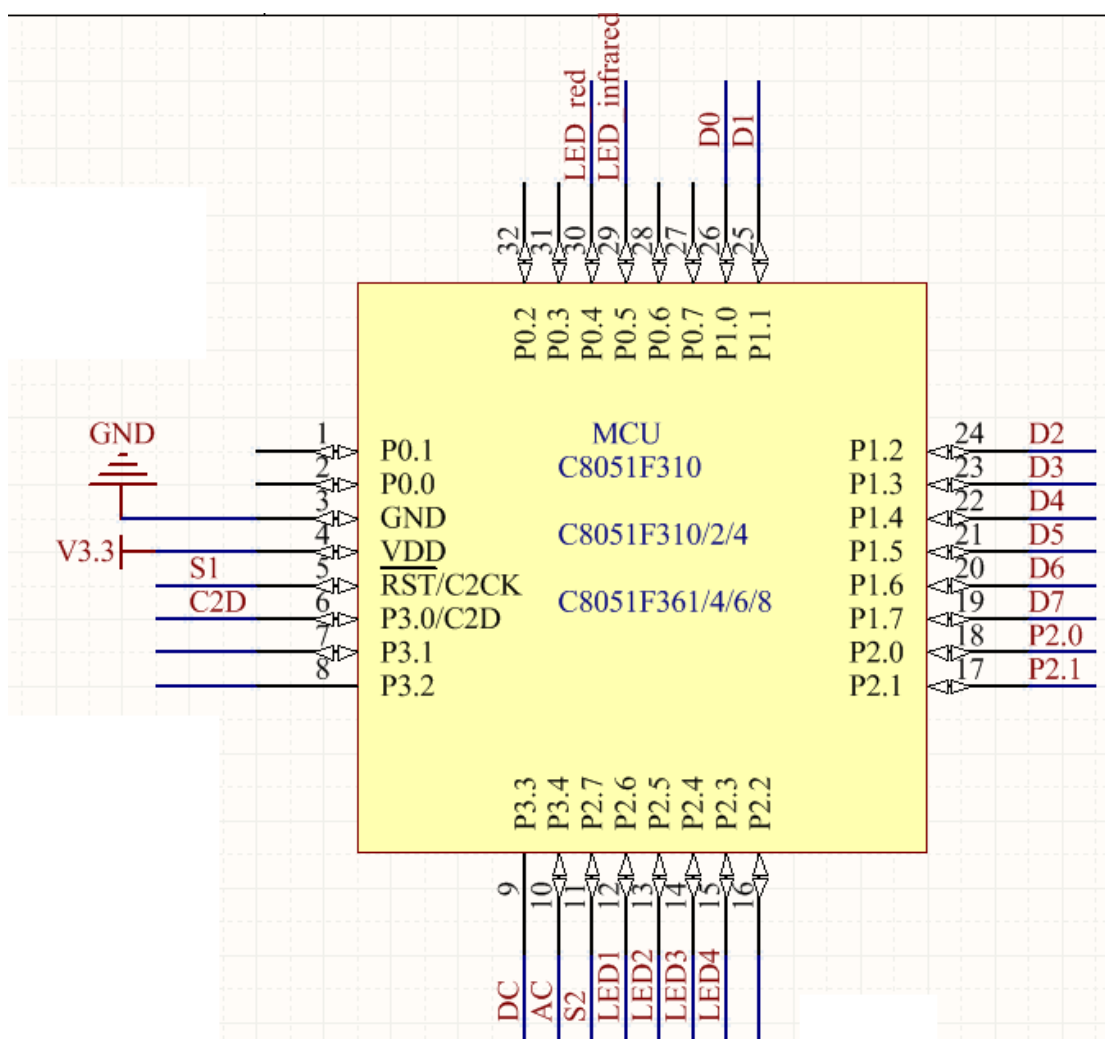 LED_red
LED_infrared
D0
D1
32
31
30
29
28
27
26
25
P0.2
P0.3
P0.4
P0.5
P0.6
P0.7
P1.0
P1.1
GND
V3.3
S1
C2D
1
2
3
4
5
6
7
8
P0.1
P0.0
GND
VDD
RST/C2CK
P3.0/C2D
P3.1
P3.2
MCU
C8051F310
C8051F310/2/4
C8051F361/4/6/8
P1.2
P1.3
P1.4
P1.5
P1.6
P1.7
P2.0
P2.1
24
23
22
21
20
19
18
17
D2
D3
D4
D5
D6
D7
P2.0
P2.1
P3.3
P3.4
P2.7
P2.6
P2.5
P2.4
P2.3
P2.2
9
10
11
12
13
14
15
16
DC
AC
S2
LED1
LED2
LED3
LED4